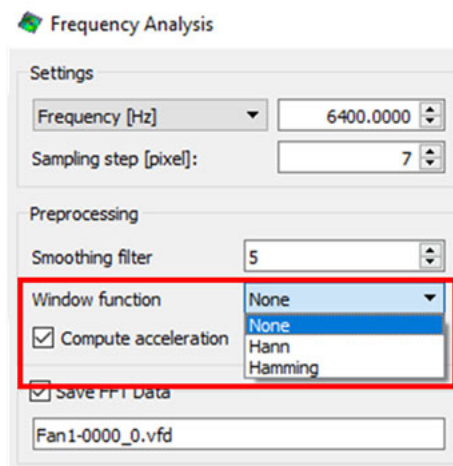 Frequency Analysis
Settings
Frequency [Hz] 6400.0000
Sampling step [pixel]: 7
Preprocessing
Smoothing filter 5
Window function None
None
Compute acceleration
Hann
Hamming
Save FFT Data
Fan1-0000_0.vfd